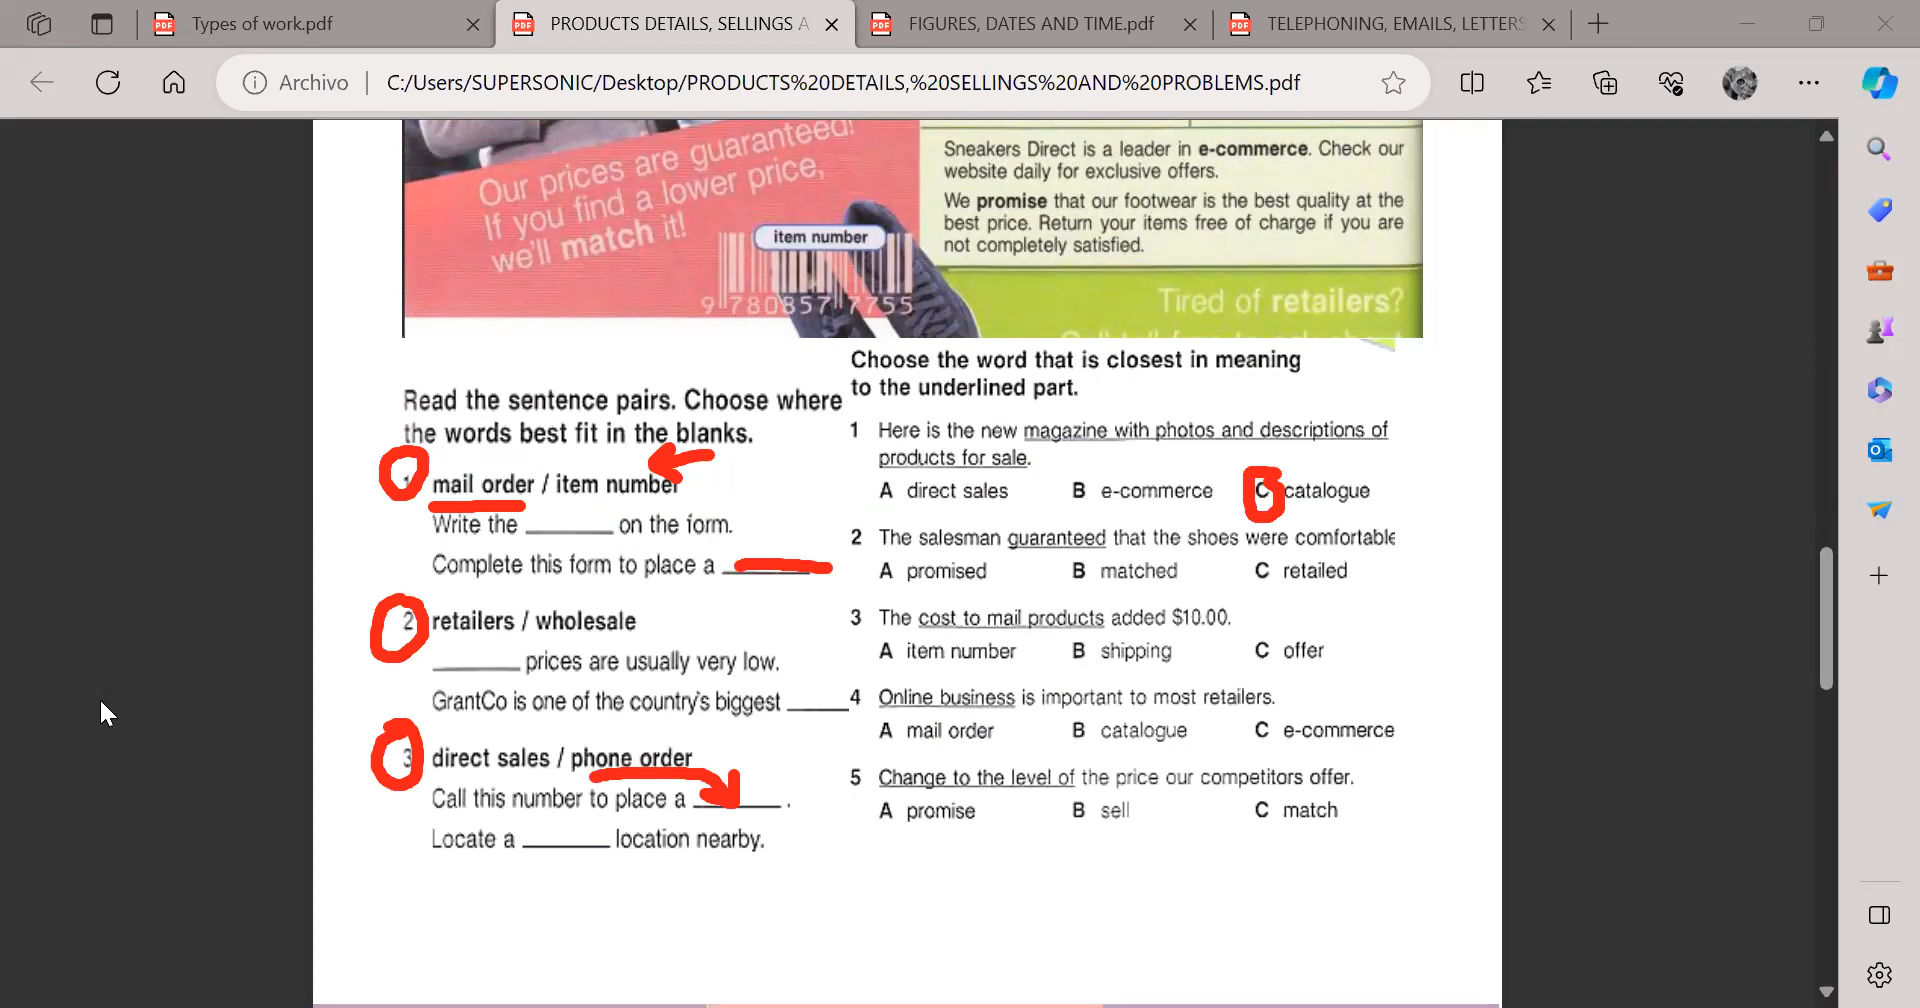 Types of work.pdf
PRODUCTS DETAILS, SELLINGS A
FIGURES, DATES AND TIME.pdf
TELEPHONING, EMAILS, LETTERS
Archivo
C:/Users/SUPERSONIC/Desktop/PRODUCTS%20DETAILS,%20SELLINGS%20AND%20PROBLEMS.pdf
Our prices are guaranteed!
If you find a lower price,
we'll match it!
item number
9 780857 7755
Sneakers Direct is a leader in e-commerce. Check our
website daily for exclusive offers.
We promise that our footwear is the best quality at the
best price. Return your items free of charge if you are
not completely satisfied.
Tired of retailers?
Read the sentence pairs. Choose where
the words best fit in the blanks.
1 mail order / item number
Write the ________ on the form.
Complete this form to place a ________
2 retailers / wholesale
________ prices are usually very low.
GrantCo is one of the country's biggest ______
3 direct sales / phone order
Call this number to place a ________ .
Locate a ________ location nearby.
Choose the word that is closest in meaning
to the underlined part.
1 Here is the new magazine with photos and descriptions of
products for sale.
A direct sales B e-commerce C catalogue
2 The salesman guaranteed that the shoes were comfortable
A promised B matched C retailed
3 The cost to mail products added $10.00.
A item number B shipping C offer
4 Online business is important to most retailers.
A mail order B catalogue C e-commerce
5 Change to the level of the price our competitors offer.
A promise B sell C match